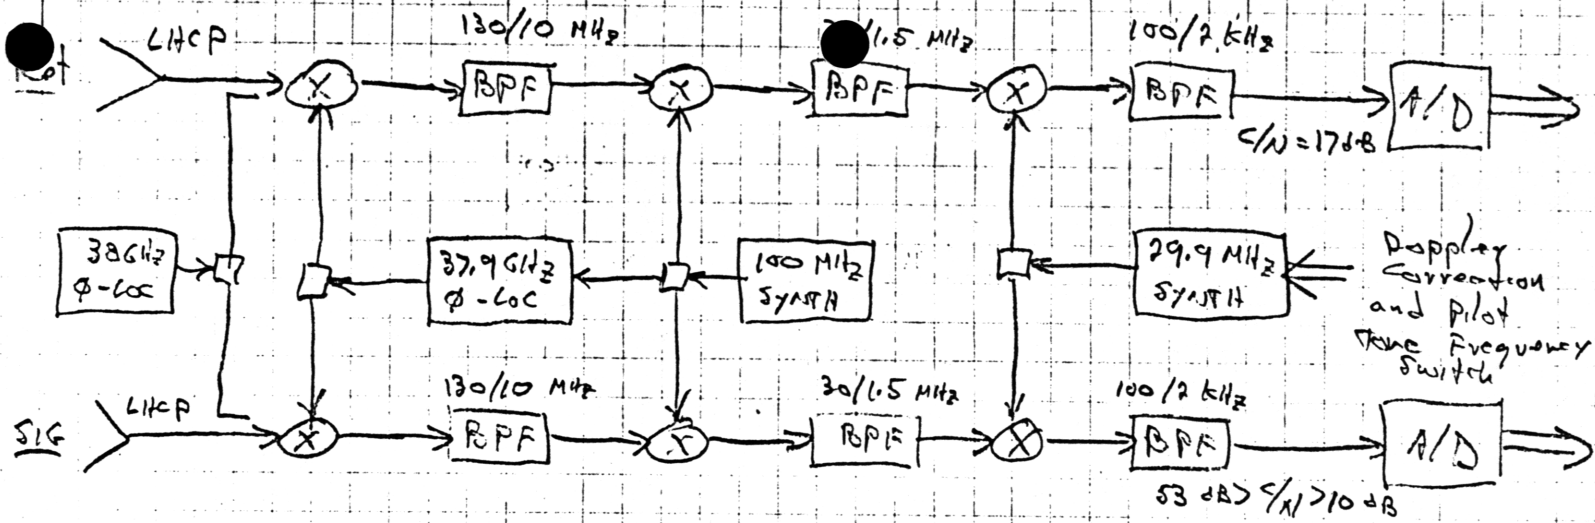 LHCP
130/10 MHz
/1.5 MHz
100/2 KHz
X
BPF
X
BPF
X
BPF
A/D
C/N = 17 dB
38 GHz
φ-LOC
37.9 GHz
φ-LOC
100 MHz
SYNTH
29.9 MHz
SYNTH
Doppler
Correction
and pilot
Tone Frequency
Switch
SIG
LHCP
130/10 MHz
30/1.5 MHz
100/2 KHz
X
BPF
X
BPF
X
BPF
A/D
53 dB > C/N > 10 dB